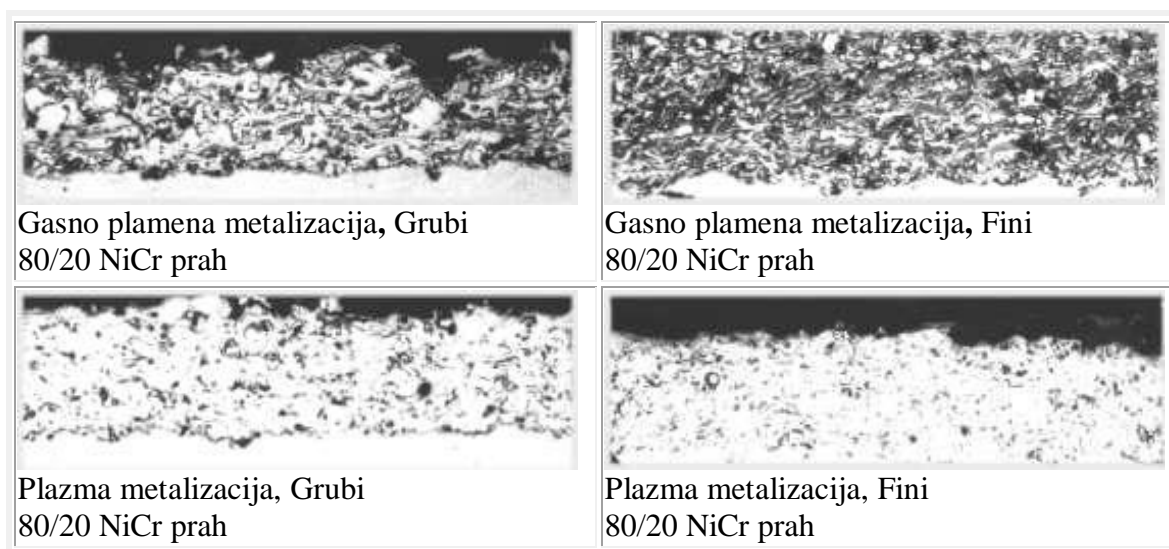 Gasno plamena metalizacija, Grubi
80/20 NiCr prah
Gasno plamena metalizacija, Fini
80/20 NiCr prah
Plazma metalizacija, Grubi
80/20 NiCr prah
Plazma metalizacija, Fini
80/20 NiCr prah